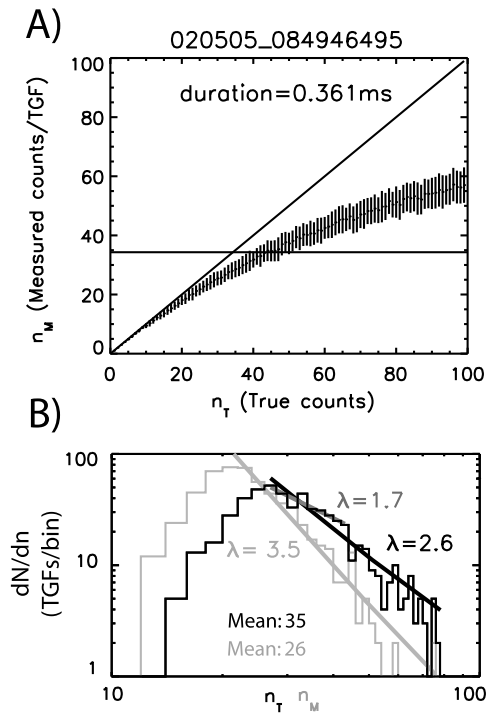 A)
020505_084946495
100
duration=0.361ms
80
60
40
20
0
n_M (Measured counts/TGF)
0 20 40 60 80 100
n_T (True counts)
B)
100
λ=1.7
λ= 3.5
λ=2.6
10
dN/dn
(TGFs/bin)
Mean:35
Mean:26
1
10 100
n_T n_M